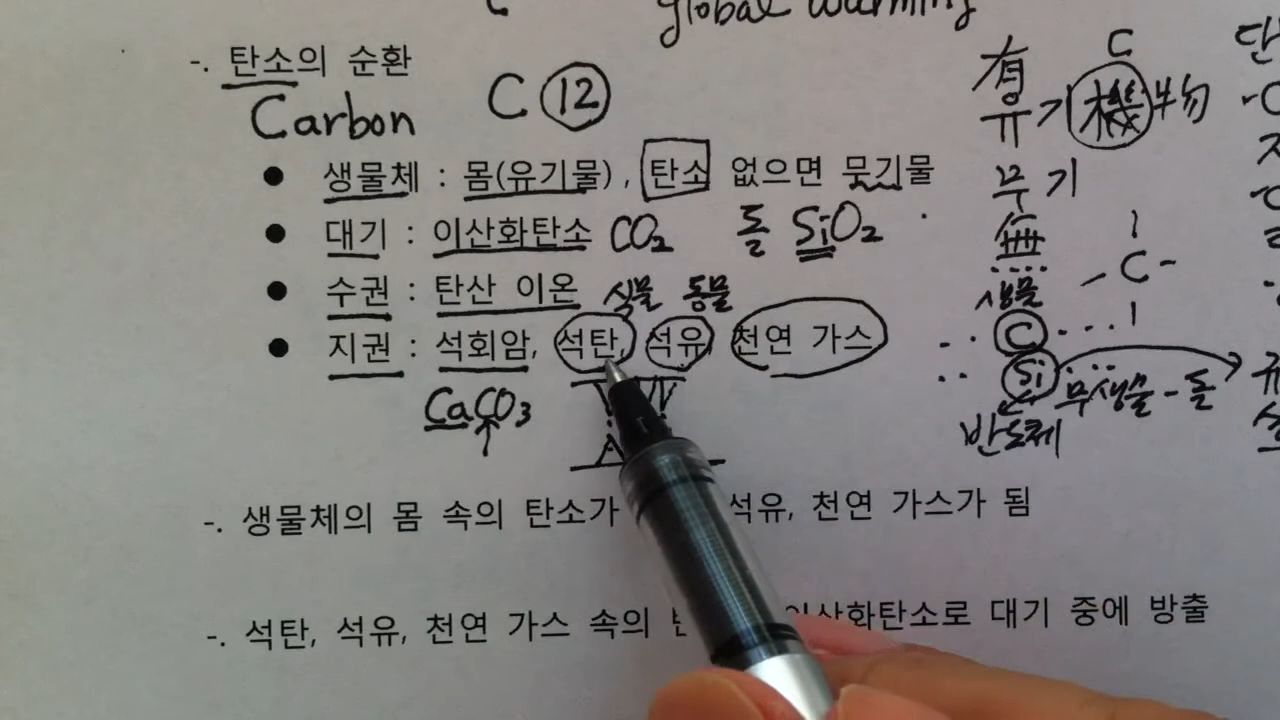 global warming
-. 탄소의 순환
Carbon C 12
● 생물체 : 몸(유기물) , 탄소 없으면 뭇기물
● 대기 : 이산화탄소 CO2 돌 SiO2
● 수권 : 탄산 이온 식물 동물
● 지권 : 석회암, 석탄, 석유, 천연 가스
CaCO3
-. 생물체의 몸 속의 탄소가 석유, 천연 가스가 됨
-. 석탄, 석유, 천연 가스 속의 이산화탄소로 대기 중에 방출
C
有
유기 機 물
무기
無
생물
C
C
Si
무생물 - 돌
반도체
단